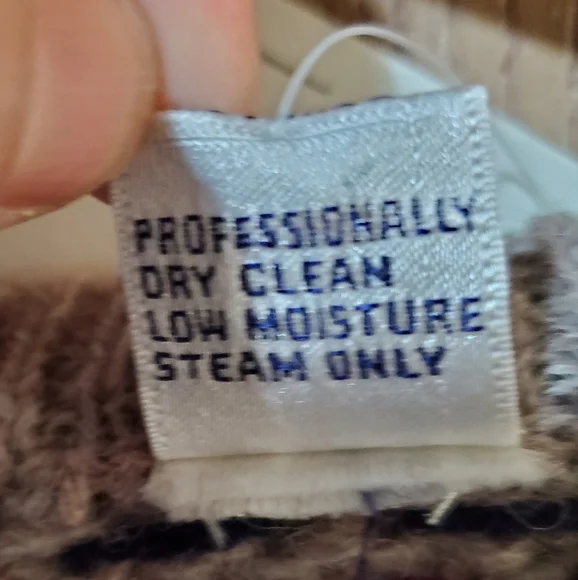 PROFESSIONALLY
DRY CLEAN
LOW MOISTURE
STEAM ONLY